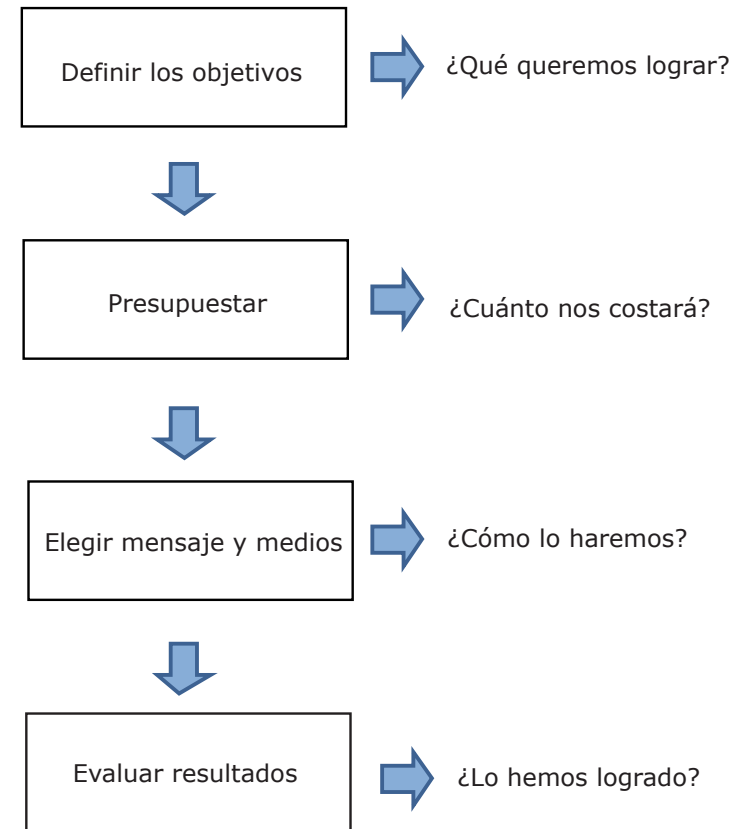 Definir los objetivos
¿Qué queremos lograr?
Presupuestar
¿Cuánto nos costará?
Elegir mensaje y medios
¿Cómo lo haremos?
Evaluar resultados
¿Lo hemos logrado?